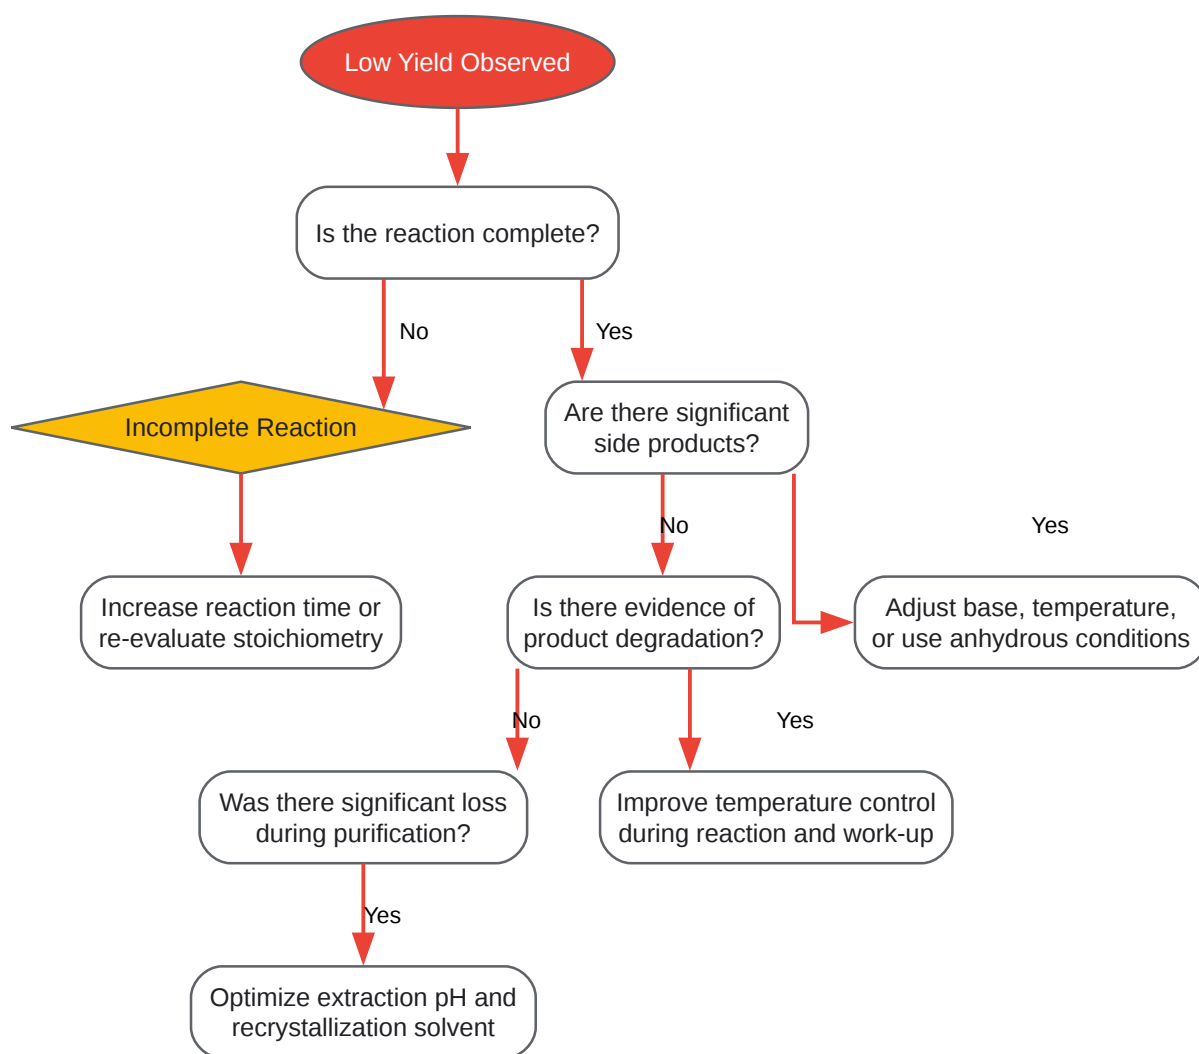 Low Yield Observed
Is the reaction complete?
No
Yes
Incomplete Reaction
Are there significant
side products?
No
Yes
Increase reaction time or
re-evaluate stoichiometry
Is there evidence of
product degradation?
Adjust base, temperature,
or use anhydrous conditions
No
Yes
Was there significant loss
during purification?
Improve temperature control
during reaction and work-up
Yes
Optimize extraction pH and
recrystallization solvent